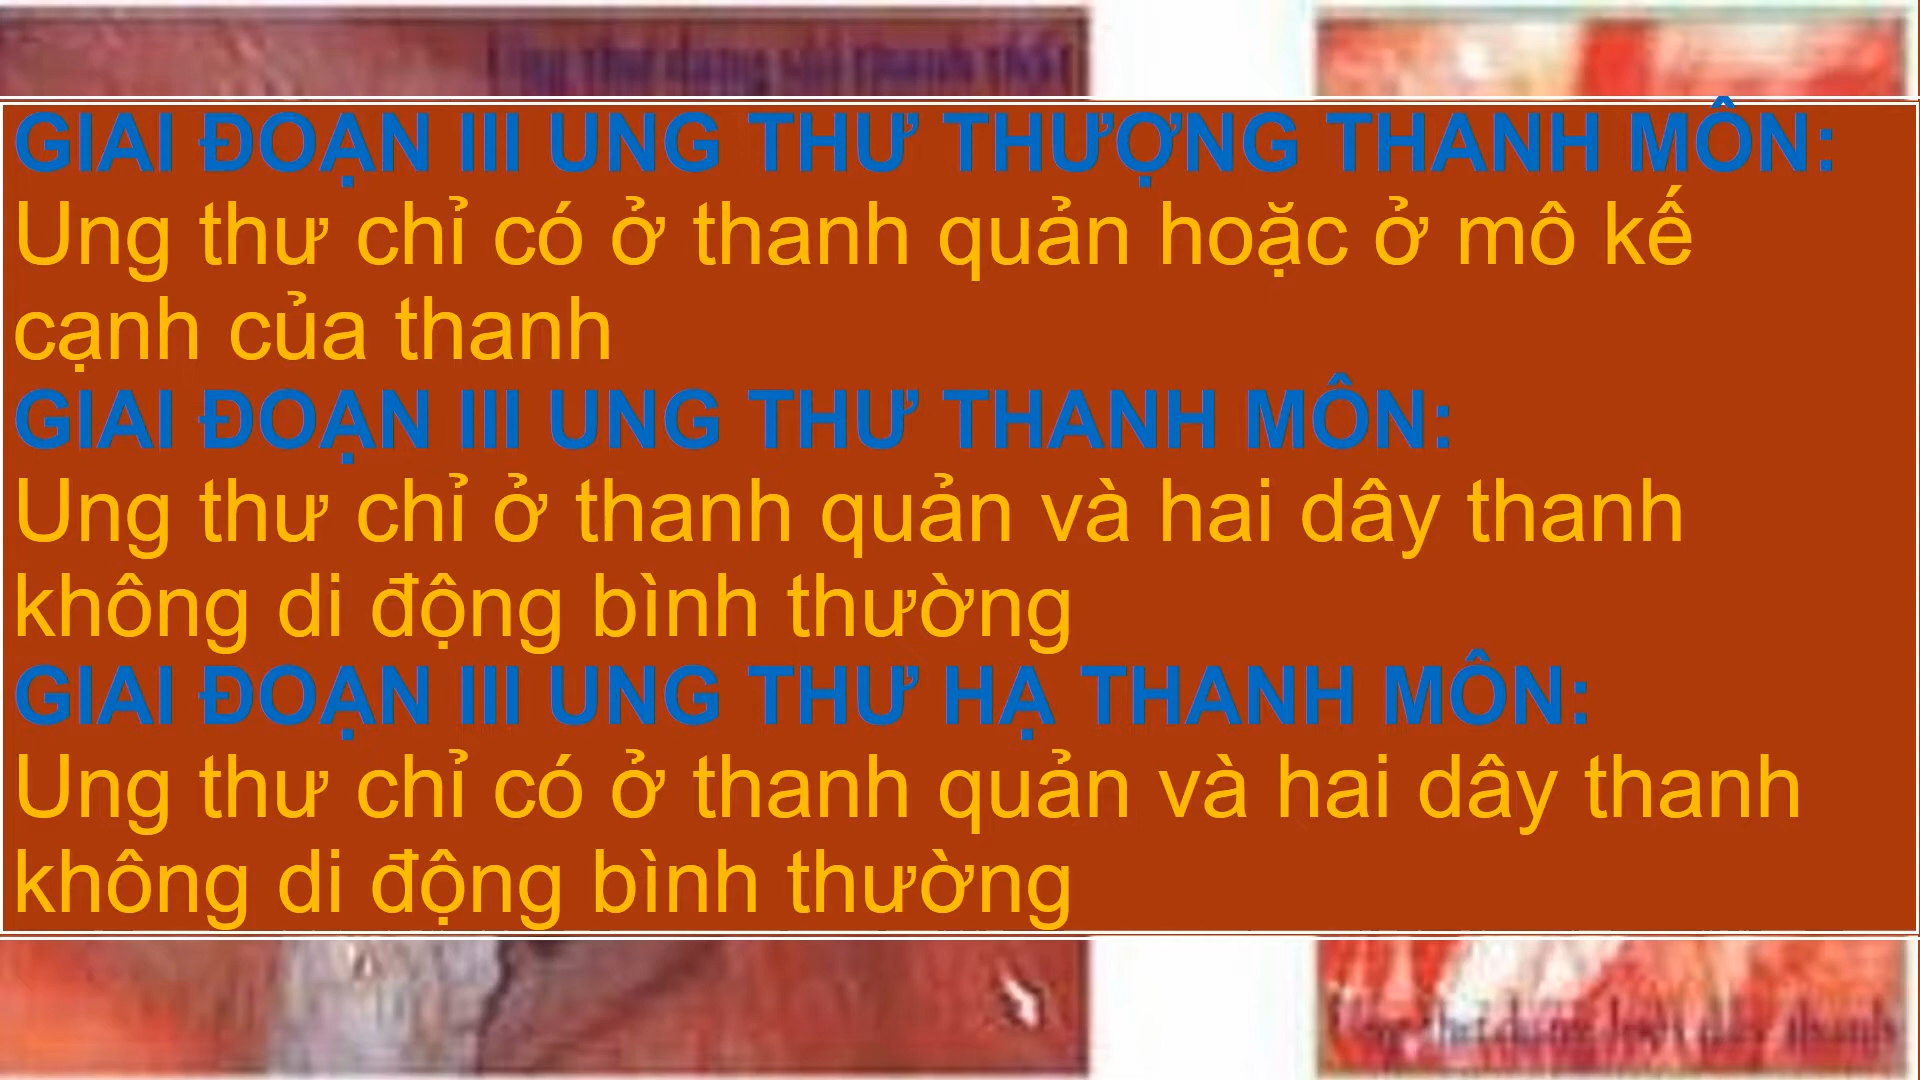 GIAI ĐOẠN III UNG THƯ THƯỢNG THANH MÔN:
Ung thư chỉ có ở thanh quản hoặc ở mô kế
cạnh của thanh
GIAI ĐOẠN III UNG THƯ THANH MÔN:
Ung thư chỉ ở thanh quản và hai dây thanh
không di động bình thường
GIAI ĐOẠN III UNG THƯ HẠ THANH MÔN:
Ung thư chỉ có ở thanh quản và hai dây thanh
không di động bình thường